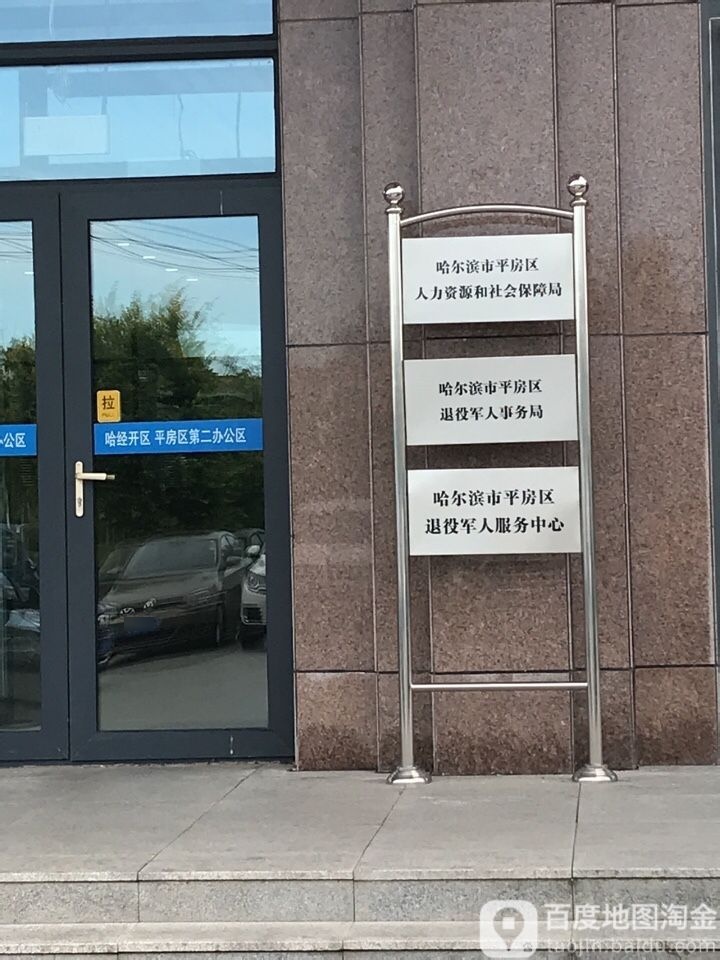 哈尔滨市平房区
人力资源和社会保障局
哈尔滨市平房区
退役军人事务局
哈尔滨市平房区
退役军人服务中心
拉
公区
哈经开区 平房区第二办公区
百度地图淘金
taojin.baidu.com